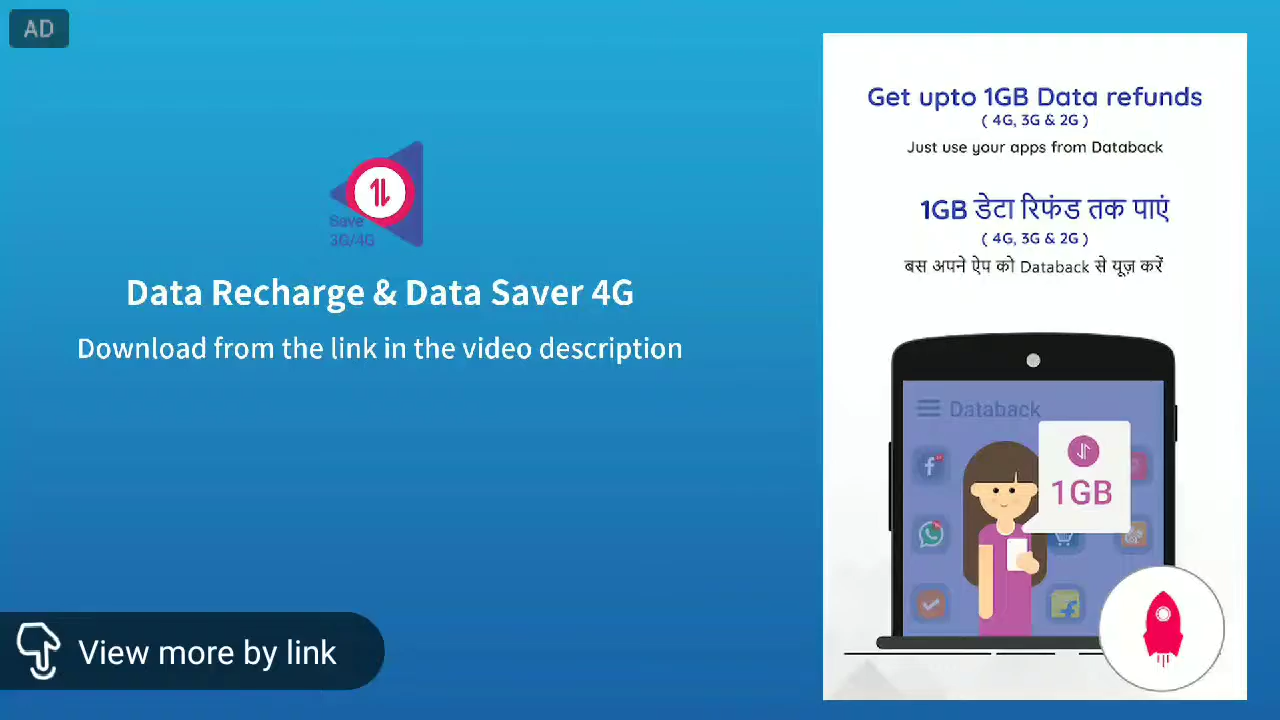 AD
Save
3G/4G
Data Recharge & Data Saver 4G
Download from the link in the video description
View more by link
Get upto 1GB Data refunds
( 4G, 3G & 2G )
Just use your apps from Databack
1GB डेटा रिफंड तक पाएं
( 4G, 3G & 2G )
बस अपने ऐप को Databack से यूज़ करें
Databack
1GB